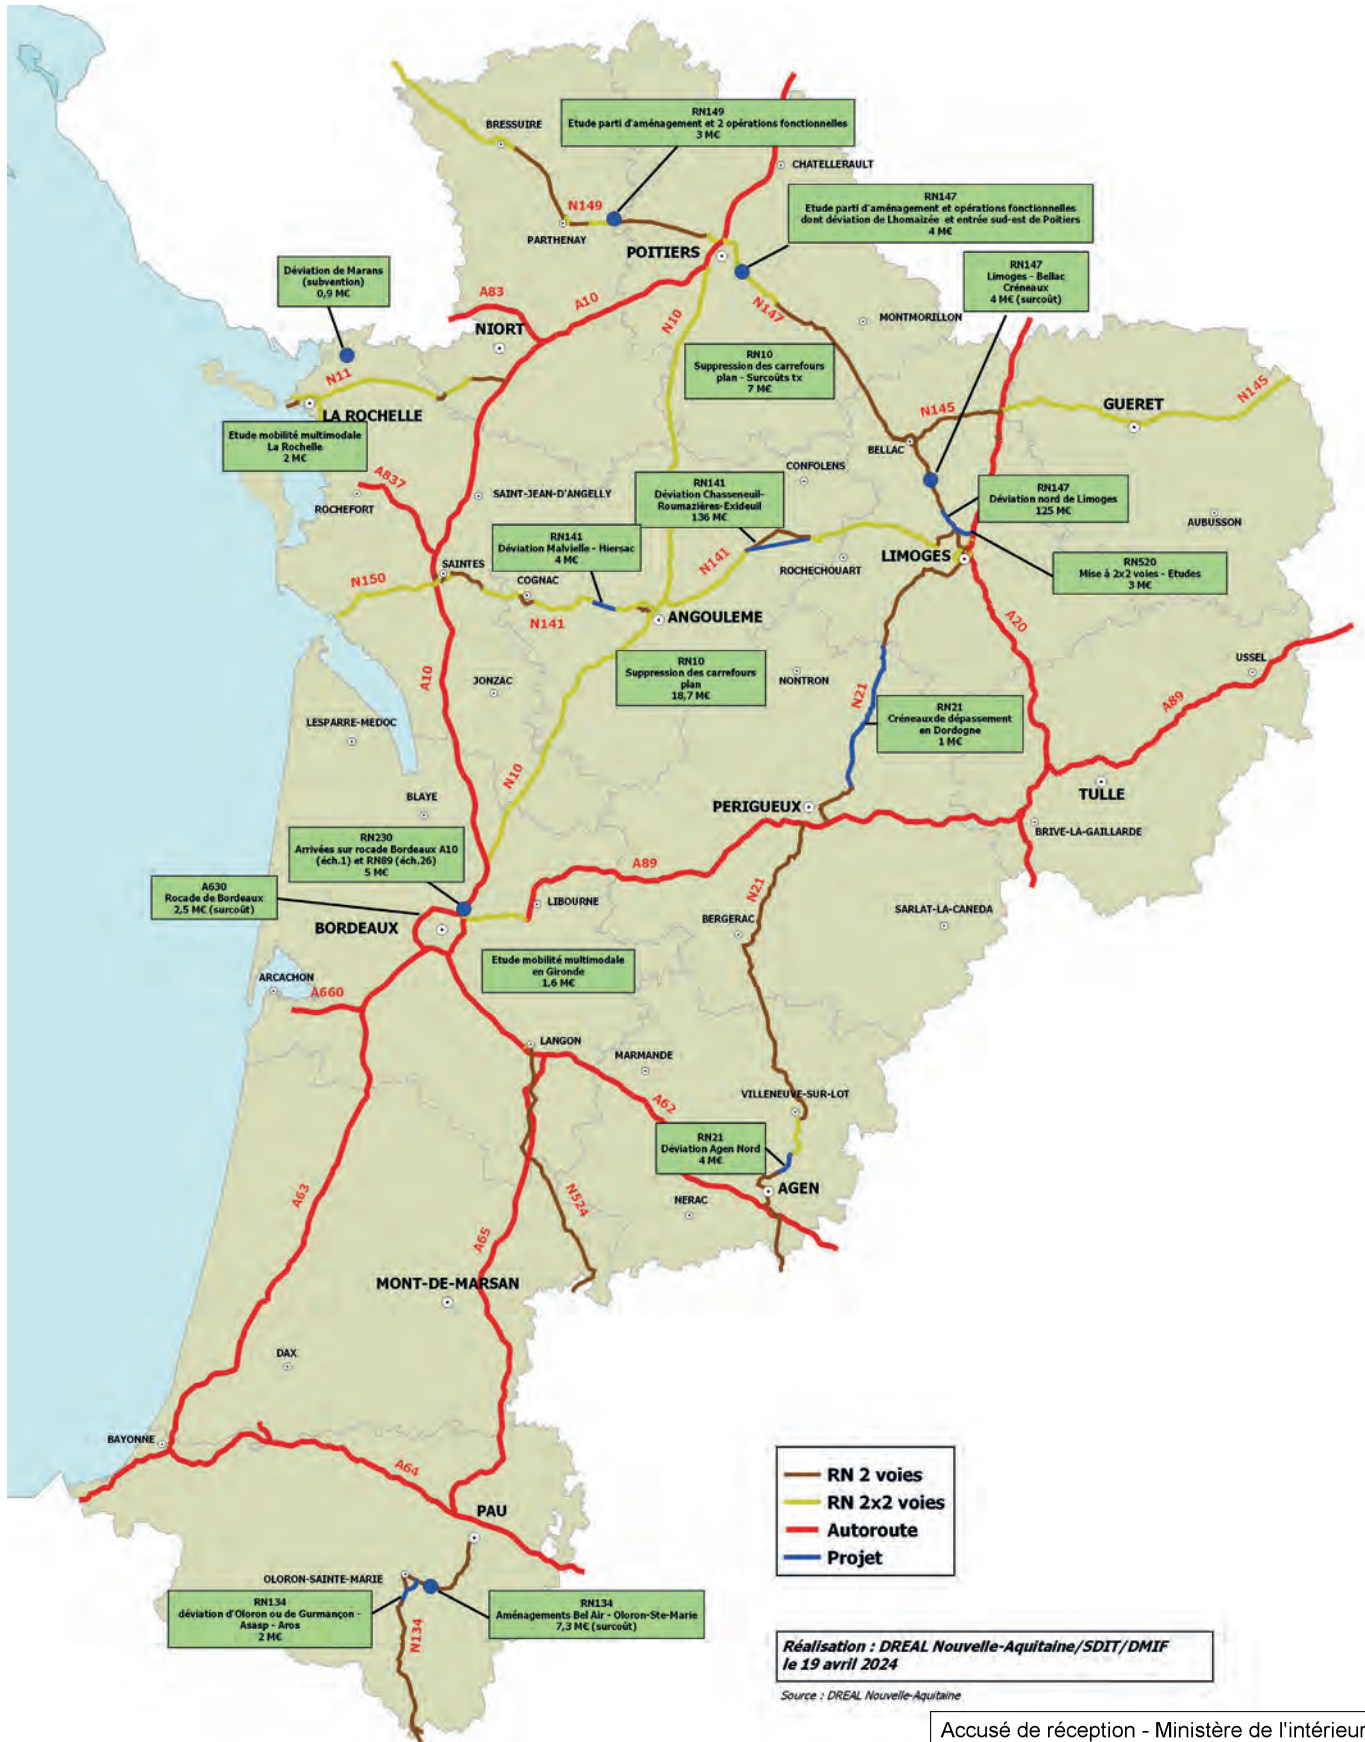 BRESSUIRE
RN149
Etude parti d'aménagement et 2 opérations fonctionnelles
3 M€
CHATELLERAULT
N149
PARTHENAY
RN147
Etude parti d'aménagement et opérations fonctionnelles
dont déviation de Lhomaizée et entrée sud-est de Poitiers
4 M€
POITIERS
Déviation de Marans
(subvention)
0,9 M€
RN147
Limoges - Bellac
Créneaux
4 M€ (surcoût)
A83
A10
NIORT
N10
N147
MONTMORILLON
RN10
Suppression des carrefours
plan - Surcoûts tx
7 M€
N11
LA ROCHELLE
N145
GUERET
N145
Etude mobilité multimodale
La Rochelle
2 M€
BELLAC
A837
ROCHEFORT
SAINT-JEAN-D'ANGELLY
CONFOLENS
RN141
Déviation Chasseneuil-
Roumazières-Exideuil
136 M€
RN147
Déviation nord de Limoges
125 M€
AUBUSSON
RN141
Déviation Malvielle - Hiersac
4 M€
N141
ROCHECHOUART
LIMOGES
RN520
Mise à 2x2 voies - Etudes
3 M€
SAINTES
N150
COGNAC
N141
ANGOULEME
A20
RN10
Suppression des carrefours
plan
18,7 M€
A10
JONZAC
NONTRON
N21
USSEL
A89
RN21
Créneauxde dépassement
en Dordogne
1 M€
LESPARRE-MEDOC
N10
BLAYE
PERIGUEUX
TULLE
BRIVE-LA-GAILLARDE
RN230
Arrivées sur rocade Bordeaux A10
(éch.1) et RN89 (éch.26)
5 M€
A89
A630
Rocade de Bordeaux
2,5 M€ (surcoût)
LIBOURNE
N21
BERGERAC
SARLAT-LA-CANEDA
BORDEAUX
Etude mobilité multimodale
en Gironde
1,6 M€
ARCACHON
A660
LANGON
MARMANDE
A62
VILLENEUVE-SUR-LOT
RN21
Déviation Agen Nord
4 M€
AGEN
NERAC
A63
N524
A65
MONT-DE-MARSAN
DAX
BAYONNE
A64
PAU
OLORON-SAINTE-MARIE
RN134
déviation d'Oloron ou de Gurmançon -
Asasp - Aros
2 M€
RN134
Aménagements Bel Air - Oloron-Ste-Marie
7,3 M€ (surcoût)
N134
RN 2 voies
RN 2x2 voies
Autoroute
Projet
Réalisation : DREAL Nouvelle-Aquitaine/SDIT/DMIF
le 19 avril 2024
Source : DREAL Nouvelle-Aquitaine
Accusé de réception - Ministère de l'intérieur